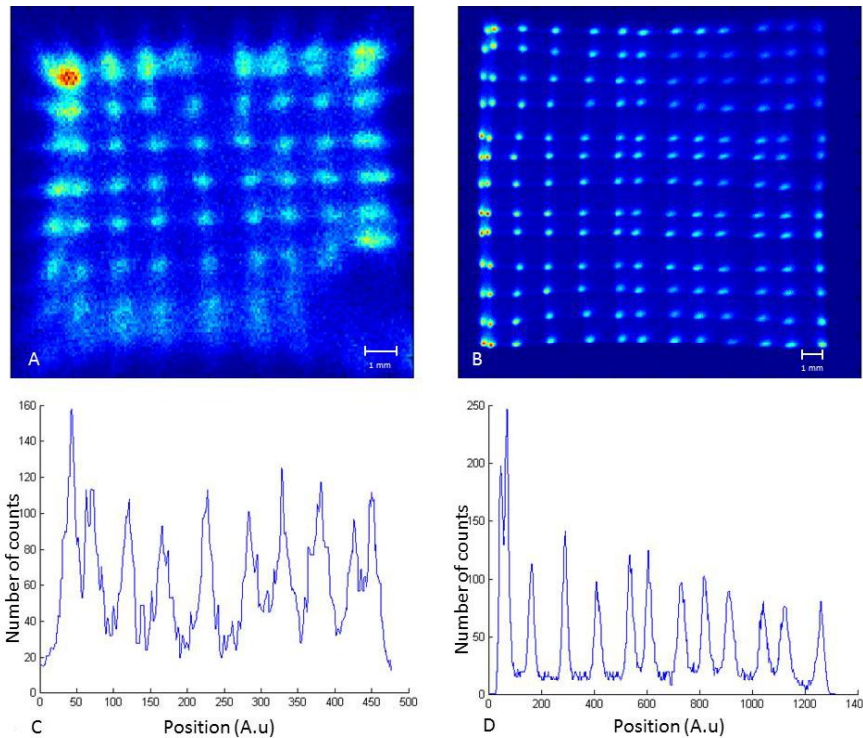 A
1 mm
B
1 mm
160
140
120
100
80
60
40
20
0
Number of counts
0 50 100 150 200 250 300 350 400 450 500
C
Position (A.u)
250
200
150
100
50
0
Number of counts
0 200 400 600 800 1000 1200 140
D
Position (A.u)